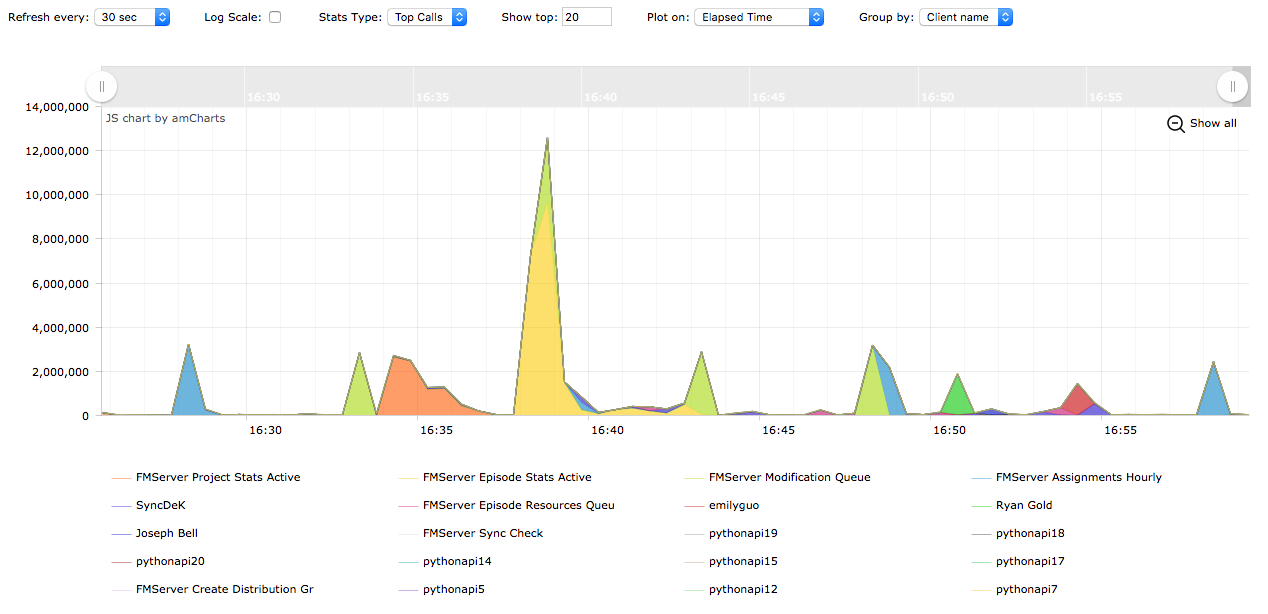 Refresh every: 30 sec Log Scale: Stats Type: Top Calls Show top: 20 Plot on: Elapsed Time Group by: Client name
16:30 16:35 16:40 16:45 16:50 16:55
14,000,000
JS chart by amCharts Show all
12,000,000
10,000,000
8,000,000
6,000,000
4,000,000
2,000,000
0
16:30 16:35 16:40 16:45 16:50 16:55
FMServer Project Stats Active FMServer Episode Stats Active FMServer Modification Queue FMServer Assignments Hourly
SyncDeK FMServer Episode Resources Queu emilyguo Ryan Gold
Joseph Bell FMServer Sync Check pythonapi19 pythonapi18
pythonapi20 pythonapi14 pythonapi15 pythonapi17
FMServer Create Distribution Gr pythonapi5 pythonapi12 pythonapi7